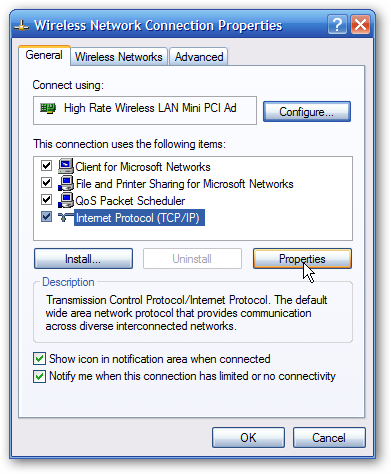 Wireless Network Connection Properties
General
Wireless Networks
Advanced
Connect using:
High Rate Wireless LAN Mini PCI Ad
Configure...
This connection uses the following items:
Client for Microsoft Networks
File and Printer Sharing for Microsoft Networks
QoS Packet Scheduler
Internet Protocol (TCP/IP)
Install...
Uninstall
Properties
Description
Transmission Control Protocol/Internet Protocol. The default
wide area network protocol that provides communication
across diverse interconnected networks.
Show icon in notification area when connected
Notify me when this connection has limited or no connectivity
OK
Cancel